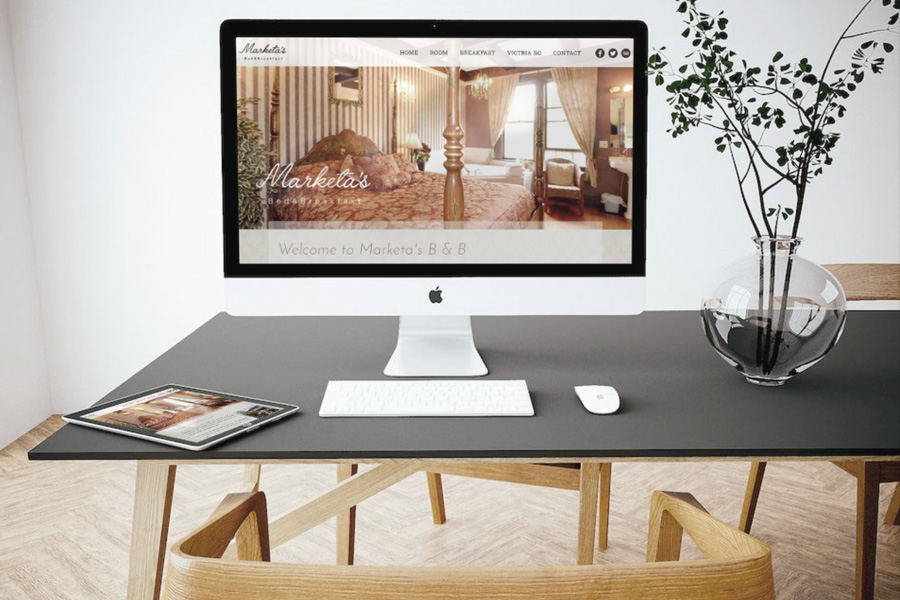 Marketa's
Bed&Breakfast
HOME ROOM BREAKFAST VICTRIA BC CONTACT
Marketa's
Bed&Breakfast
Welcome to Marketa's B & B